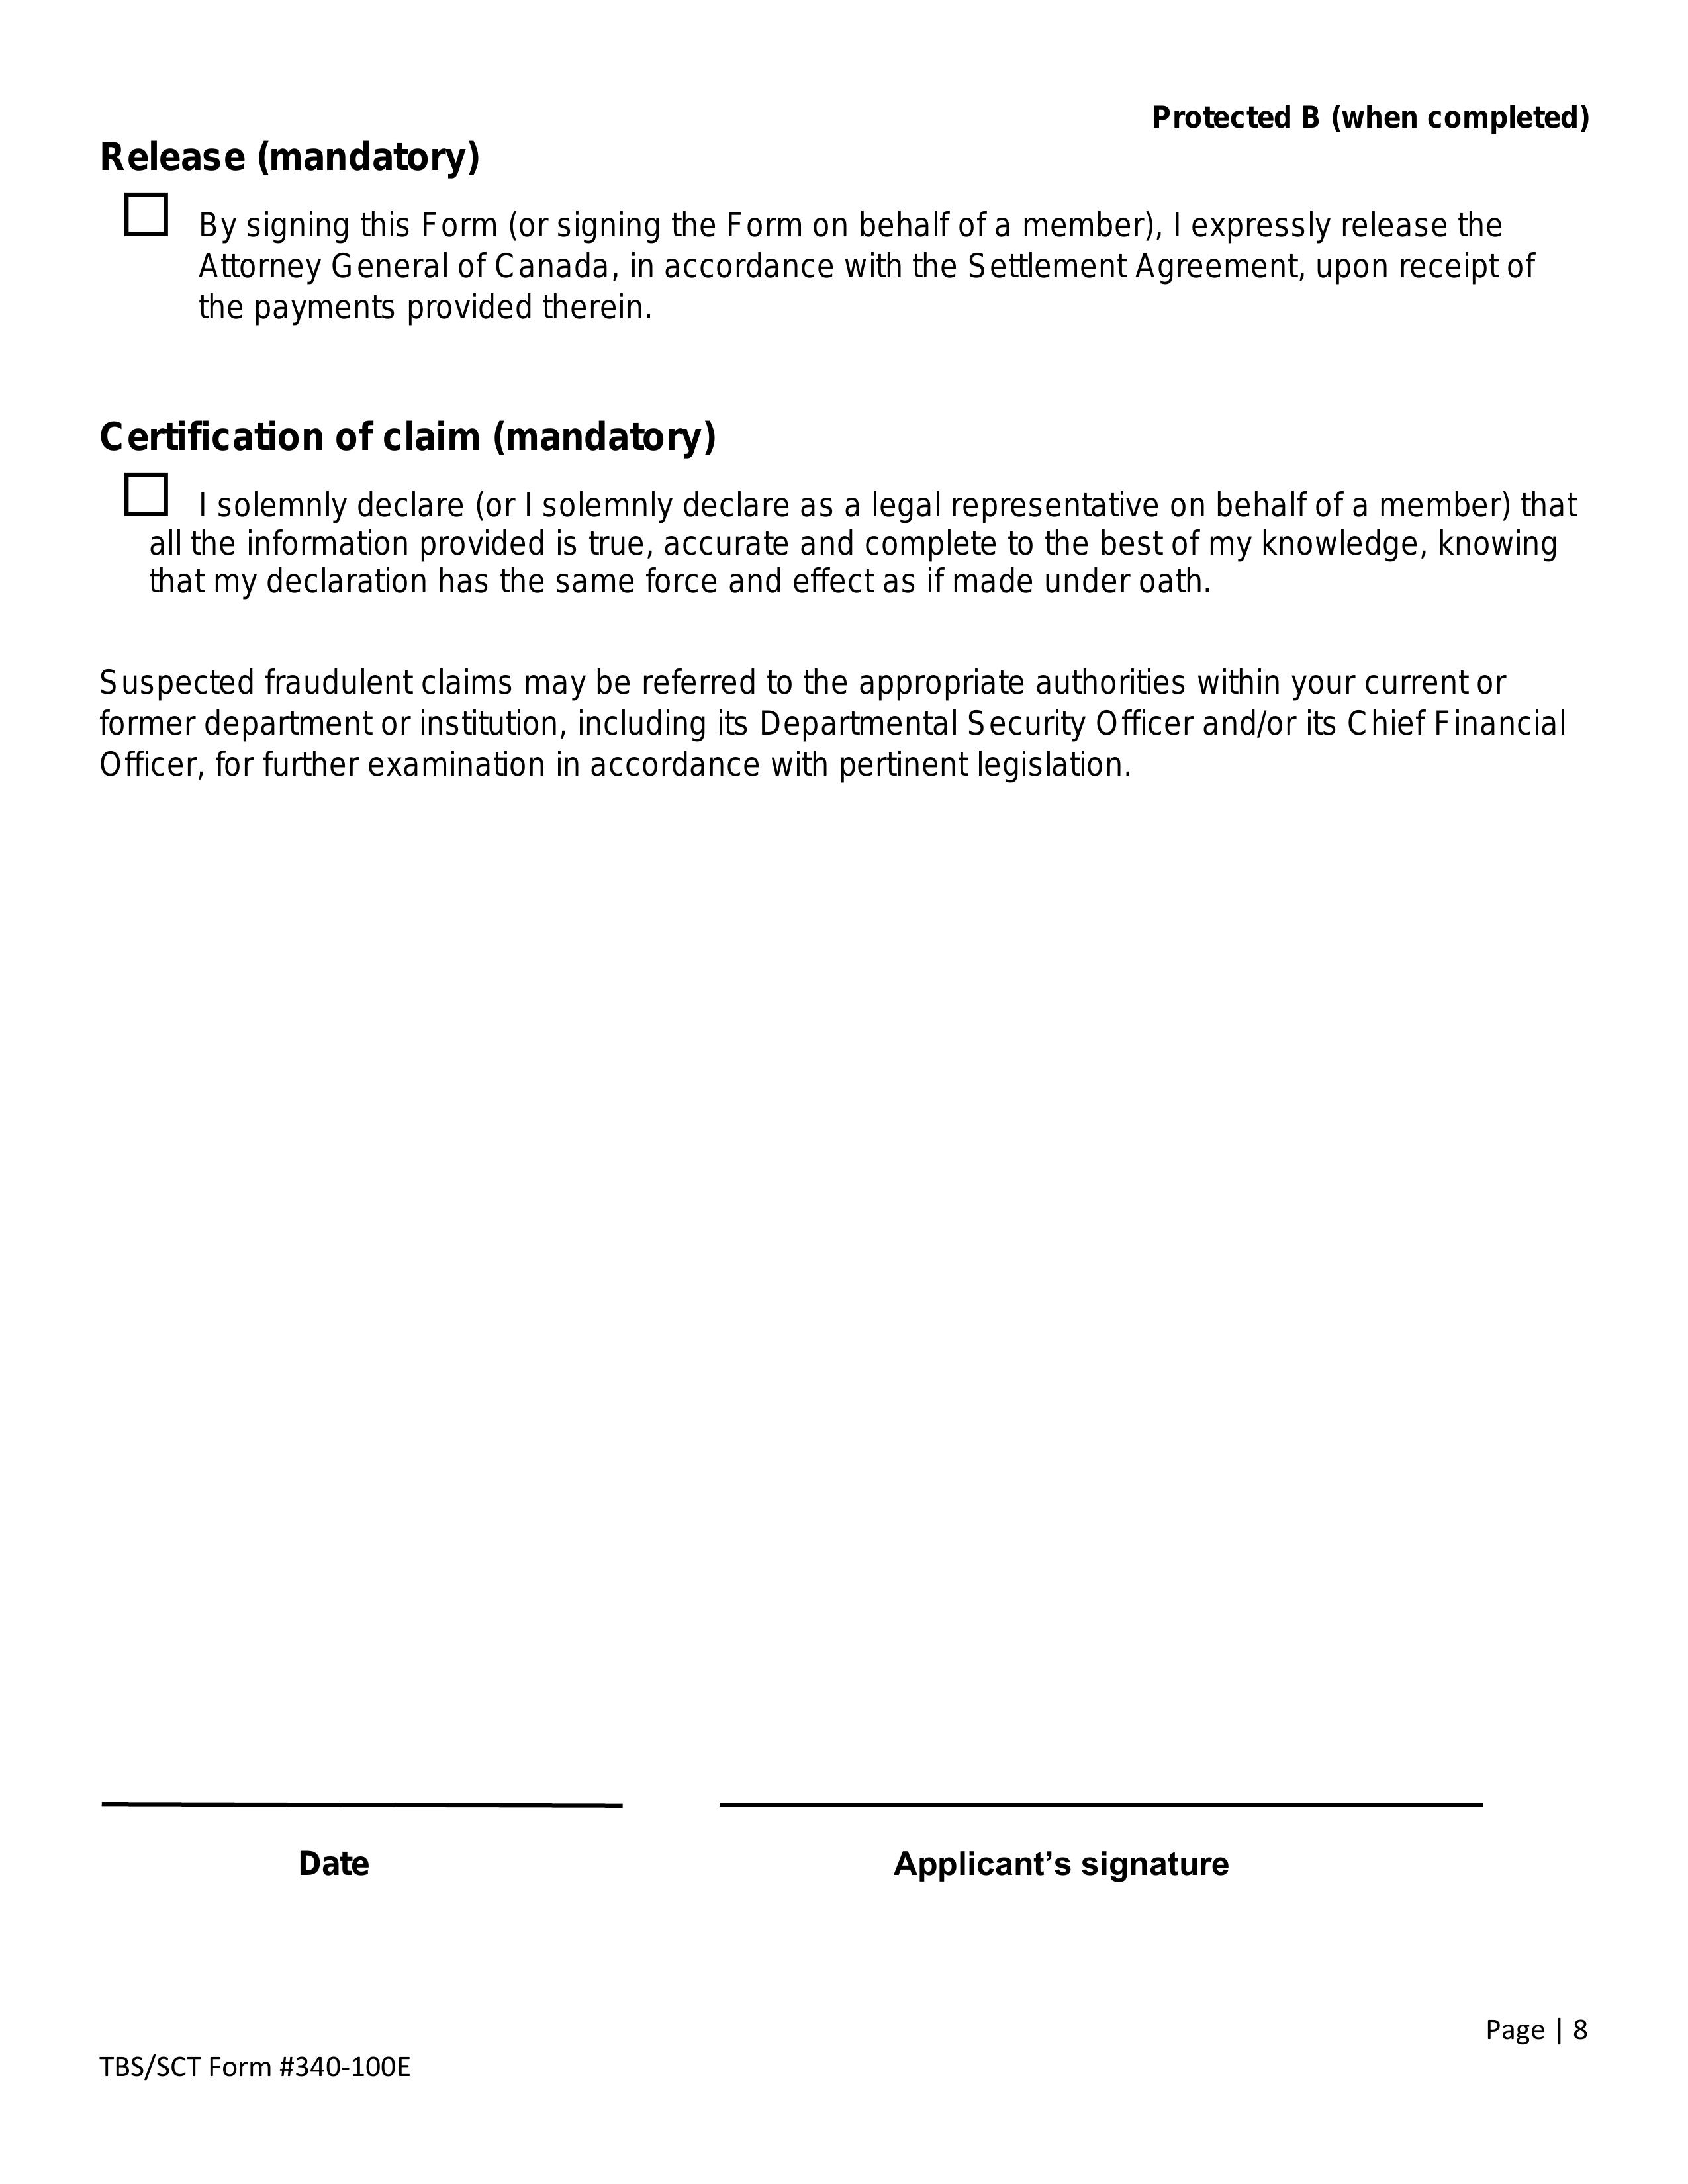 Protected B (when completed)
Release (mandatory)
By signing this Form (or signing the Form on behalf of a member), I expressly release the
Attorney General of Canada, in accordance with the Settlement Agreement, upon receipt of
the payments provided therein.
Certification of claim (mandatory)
I solemnly declare (or I solemnly declare as a legal representative on behalf of a member) that
all the information provided is true, accurate and complete to the best of my knowledge, knowing
that my declaration has the same force and effect as if made under oath.
Suspected fraudulent claims may be referred to the appropriate authorities within your current or
former department or institution, including its Departmental Security Officer and/or its Chief Financial
Officer, for further examination in accordance with pertinent legislation.
Date Applicant’s signature
Page | 8
TBS/SCT Form #340-100E